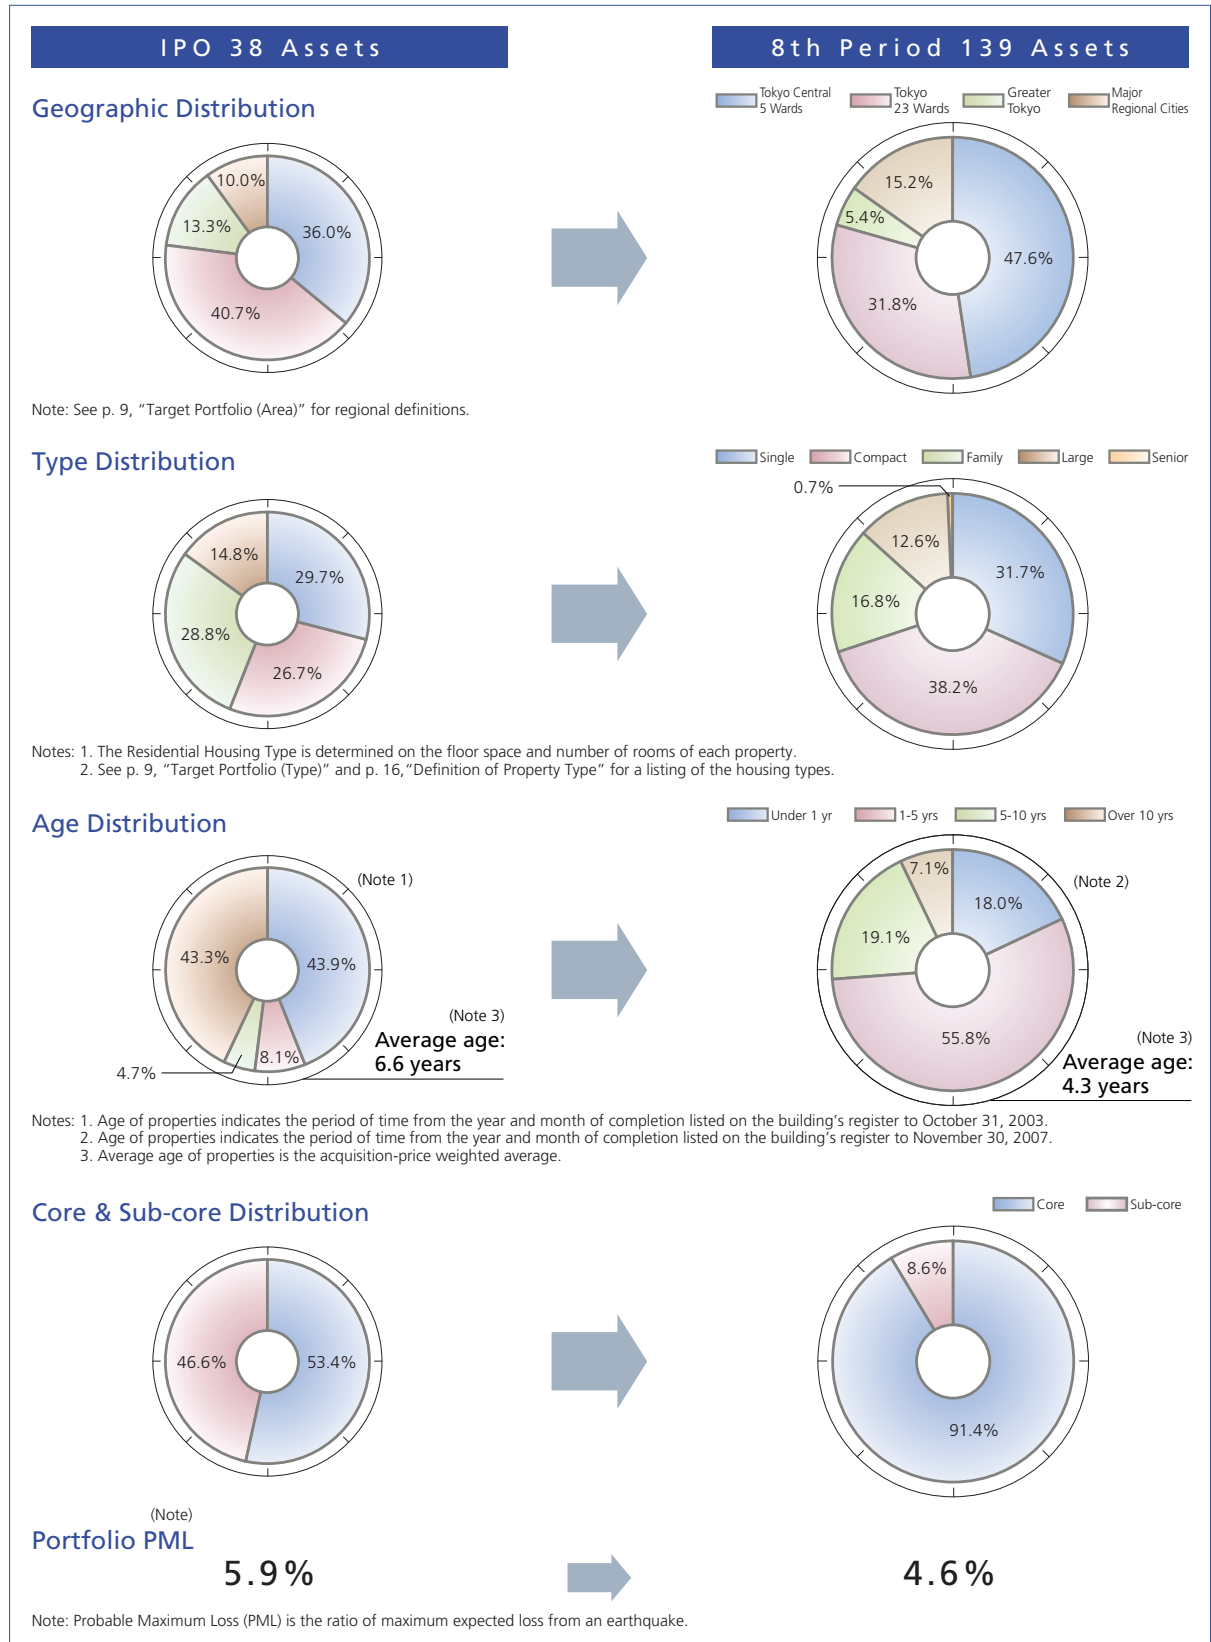 IPO 38 Assets
8th Period 139 Assets
Geographic Distribution
Tokyo Central
5 Wards
Tokyo
23 Wards
Greater
Tokyo
Major
Regional Cities
10.0%
13.3%
36.0%
40.7%
15.2%
5.4%
47.6%
31.8%
Note: See p. 9, “Target Portfolio (Area)” for regional definitions.
Type Distribution
Single
Compact
Family
Large
Senior
14.8%
29.7%
28.8%
26.7%
0.7%
12.6%
31.7%
16.8%
38.2%
Notes: 1. The Residential Housing Type is determined on the floor space and number of rooms of each property.
2. See p. 9, “Target Portfolio (Type)” and p. 16,“Definition of Property Type” for a listing of the housing types.
Age Distribution
Under 1 yr
1-5 yrs
5-10 yrs
Over 10 yrs
(Note 1)
43.3%
43.9%
8.1%
4.7%
(Note 3)
Average age:
6.6 years
7.1%
(Note 2)
18.0%
19.1%
55.8%
(Note 3)
Average age:
4.3 years
Notes: 1. Age of properties indicates the period of time from the year and month of completion listed on the building’s register to October 31, 2003.
2. Age of properties indicates the period of time from the year and month of completion listed on the building’s register to November 30, 2007.
3. Average age of properties is the acquisition-price weighted average.
Core & Sub-core Distribution
Core
Sub-core
46.6%
53.4%
8.6%
91.4%
(Note)
Portfolio PML
5.9%
4.6%
Note: Probable Maximum Loss (PML) is the ratio of maximum expected loss from an earthquake.